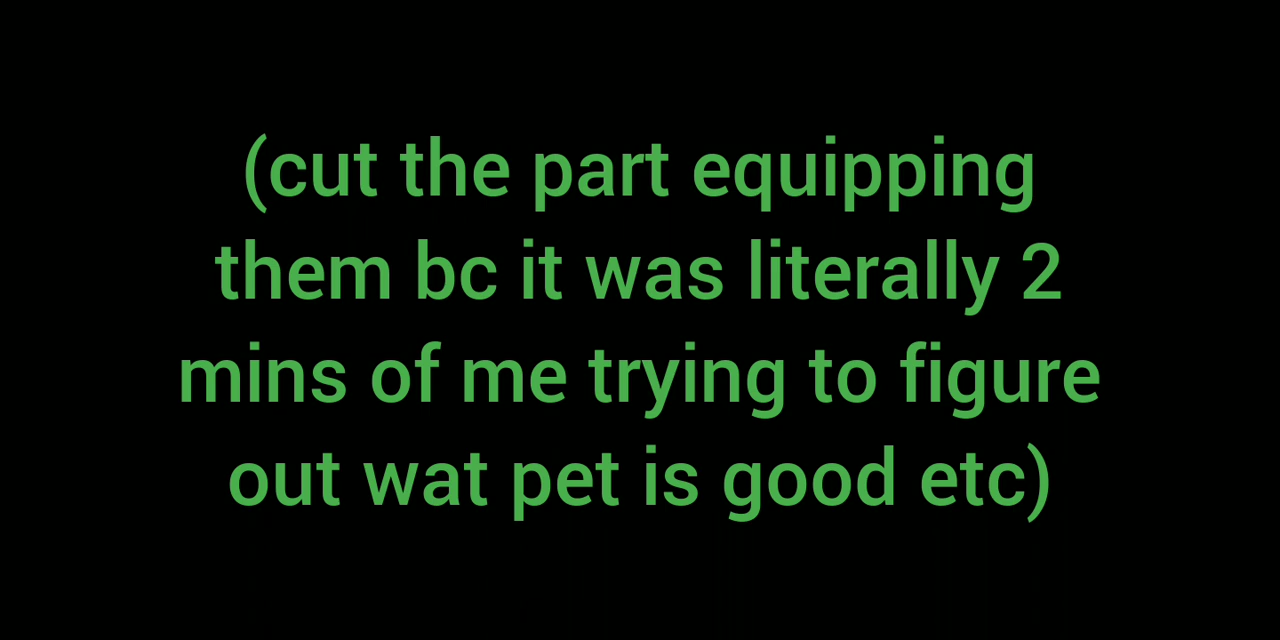 (cut the part equipping
them bc it was literally 2
mins of me trying to figure
out wat pet is good etc)